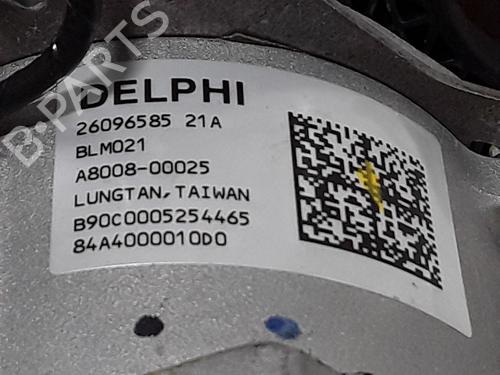 DELPHI
26096585 21A
BLM021
A8008-00025
LUNGTAN, TAIWAN
B90C0005254465
84A4000010D0
B-PARTS